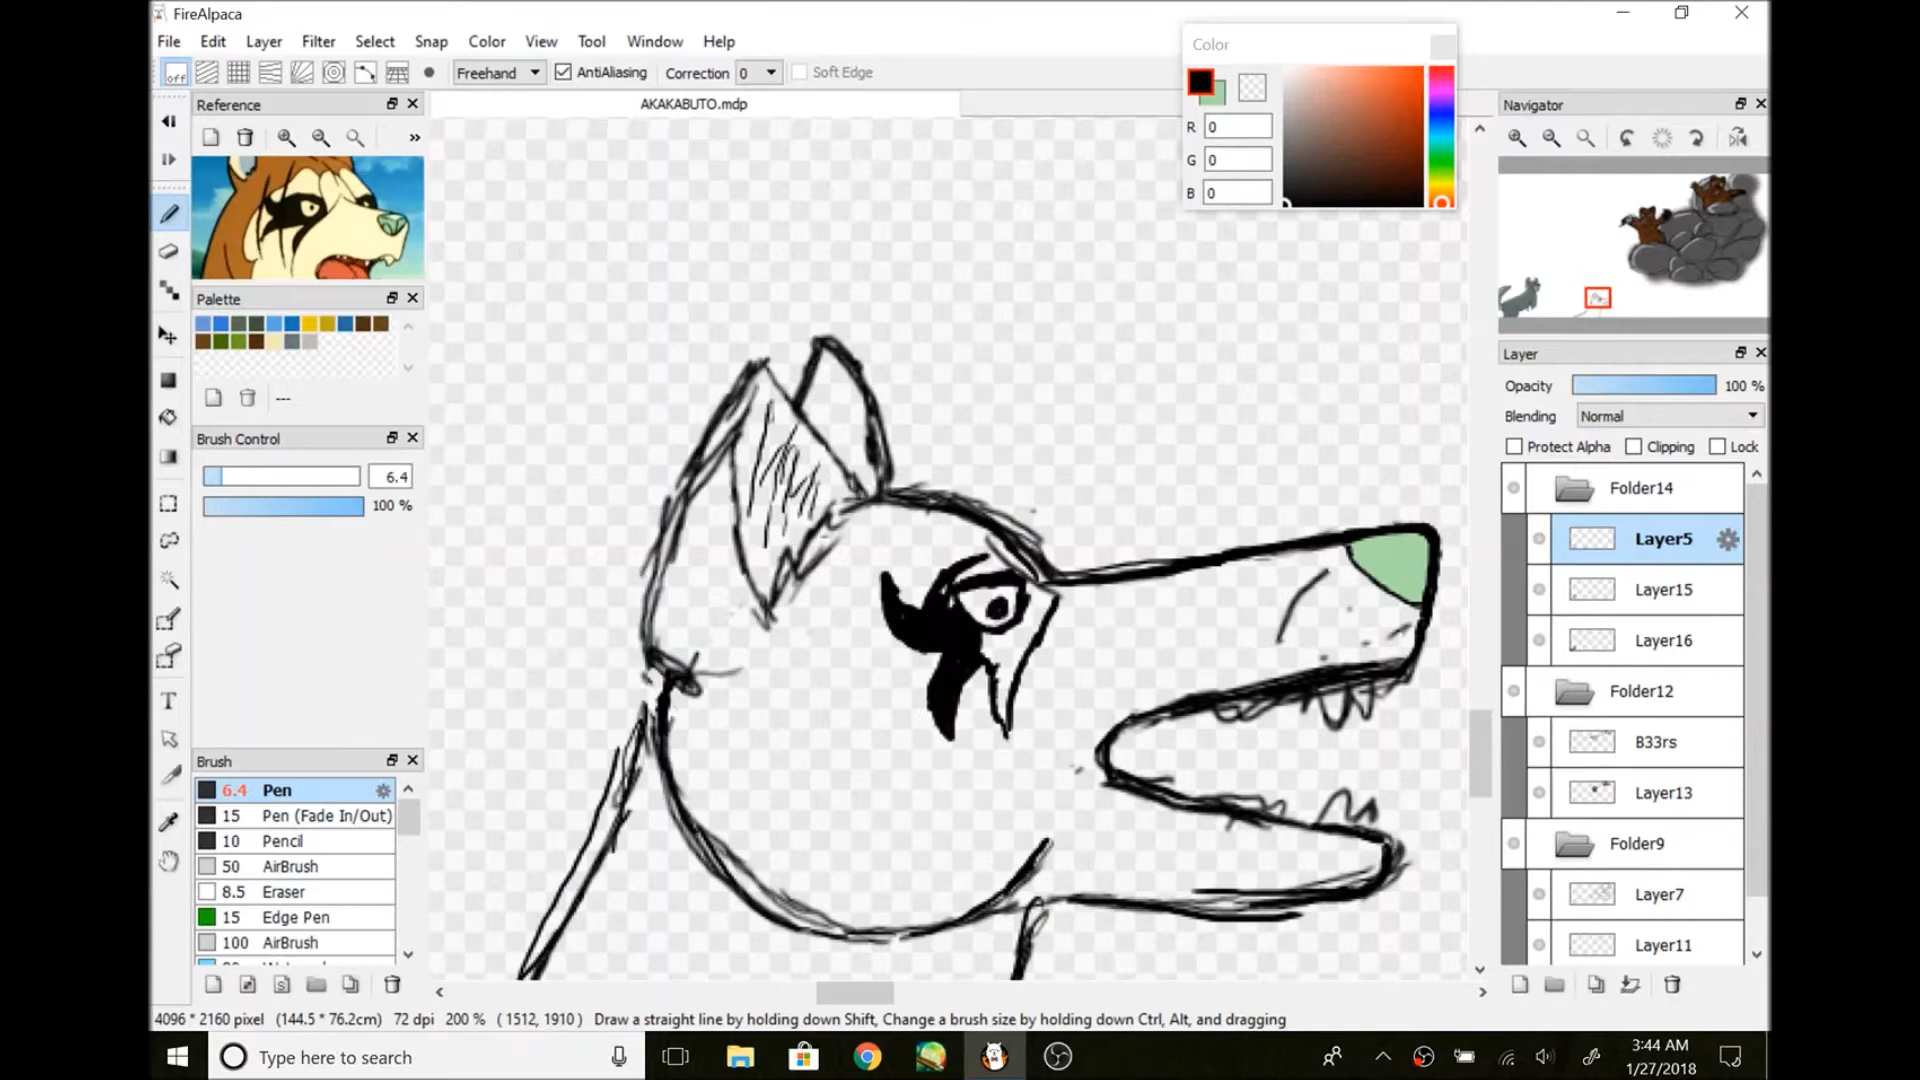 FireAlpaca
File Edit Layer Filter Select Snap Color View Tool Window Help
off Freehand AntiAliasing Correction 0 Soft Edge
Color
R 0
G 0
B 0
Reference
»
AKAKABUTO.mdp
Navigator
Palette
---
Brush Control
6.4
100 %
Brush
6.4 Pen
15 Pen (Fade In/Out)
10 Pencil
50 AirBrush
8.5 Eraser
15 Edge Pen
100 AirBrush
T
Layer
Opacity 100 %
Blending Normal
Protect Alpha Clipping Lock
Folder14
Layer5
Layer15
Layer16
Folder12
B33rs
Layer13
Folder9
Layer7
Layer11
4096 * 2160 pixel (144.5 * 76.2cm) 72 dpi 200 % ( 1512, 1910 ) Draw a straight line by holding down Shift, Change a brush size by holding down Ctrl, Alt, and dragging
Type here to search
3:44 AM
1/27/2018